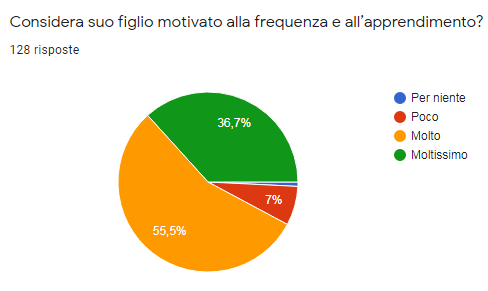 Considera suo figlio motivato alla frequenza e all'apprendimento?
128 risposte
36,7%
7%
55,5%
Per niente
Poco
Molto
Moltissimo